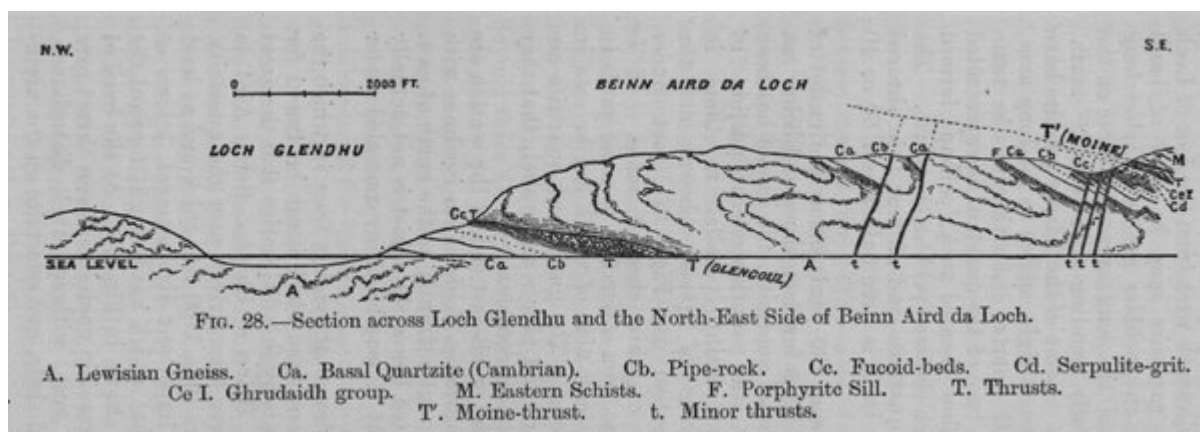 N.W.
S.E.
0 2000 FT.
BEINN AIRD DA LOCH
LOCH GLENDHU
T' (MOINE)
Ca Cb Ca F Ca Cb Cc
M
T
Ce I
Cd
Cc T
SEA LEVEL
A
Ca Cb T T (GLENCOUL) A t t t t t
FIG. 28.—Section across Loch Glendhu and the North-East Side of Beinn Aird da Loch.
A. Lewisian Gneiss. Ca. Basal Quartzite (Cambrian). Cb. Pipe-rock. Cc. Fucoid-beds. Cd. Serpulite-grit.
Ce I. Ghrudaidh group. M. Eastern Schists. F. Porphyrite Sill. T. Thrusts.
T'. Moine-thrust. t. Minor thrusts.